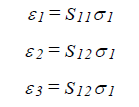 ε1 = S11σ1
ε2 = S12σ1
ε3 = S12σ1